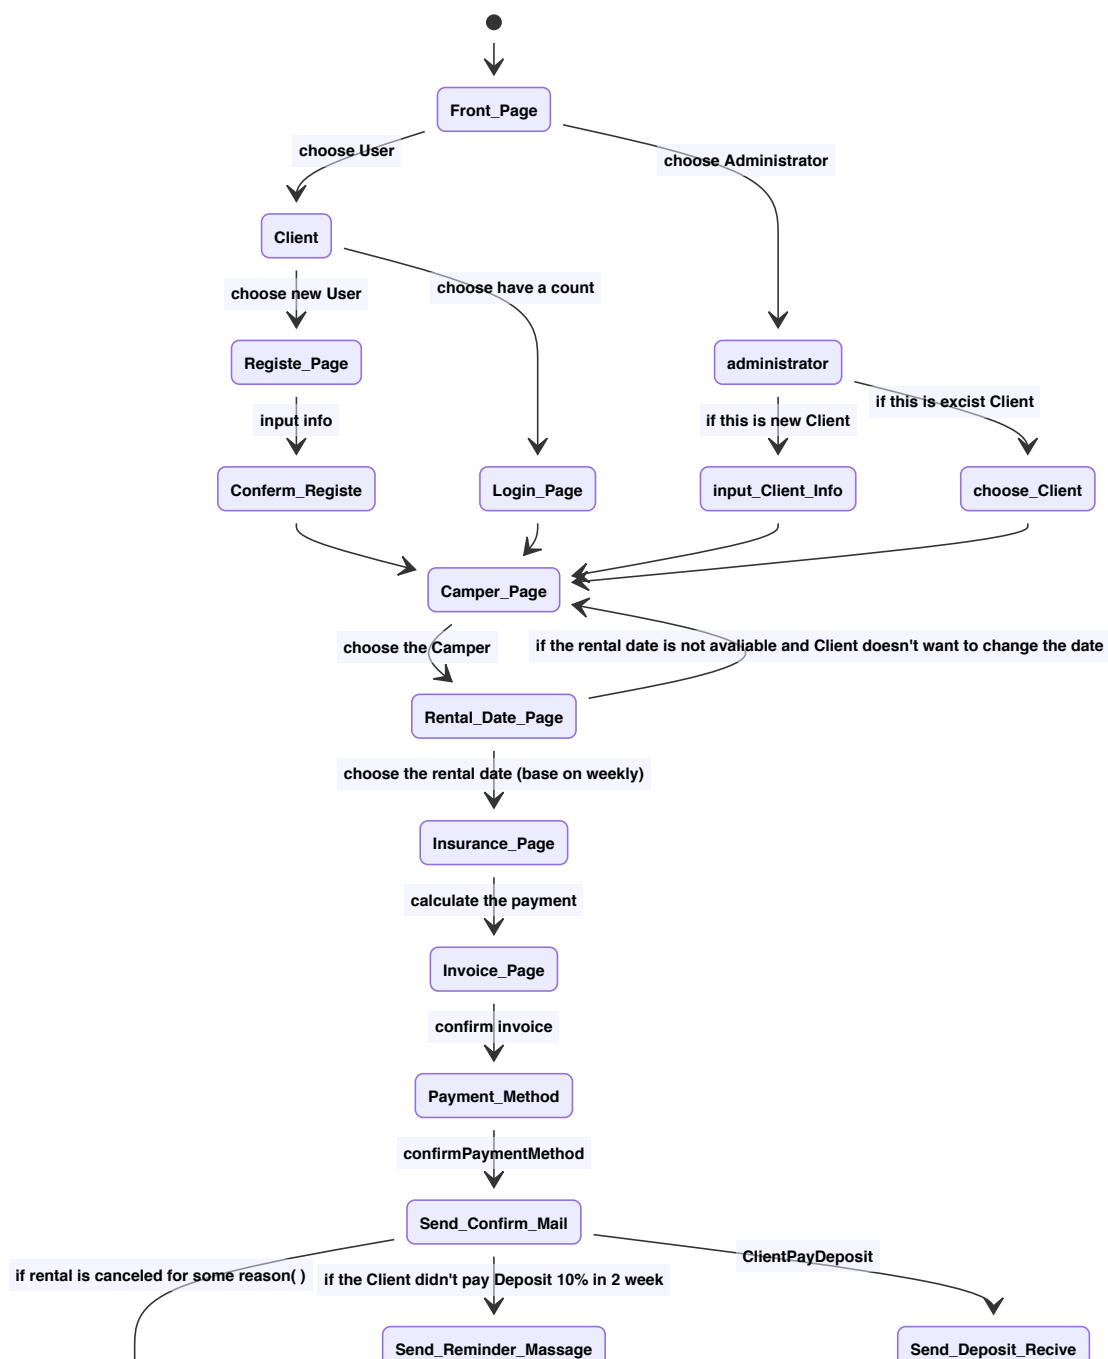 Front_Page
choose User
choose Administrator
Client
choose new User
choose have a count
Registe_Page
administrator
input info
if this is new Client
if this is excist Client
Conferm_Registe
Login_Page
input_Client_Info
choose_Client
Camper_Page
choose the Camper
if the rental date is not avaliable and Client doesn't want to change the date
Rental_Date_Page
choose the rental date (base on weekly)
Insurance_Page
calculate the payment
Invoice_Page
confirm invoice
Payment_Method
confirmPaymentMethod
Send_Confirm_Mail
if rental is canceled for some reason( )
if the Client didn't pay Deposit 10% in 2 week
ClientPayDeposit
Send_Reminder_Massage
Send_Deposit_Recive